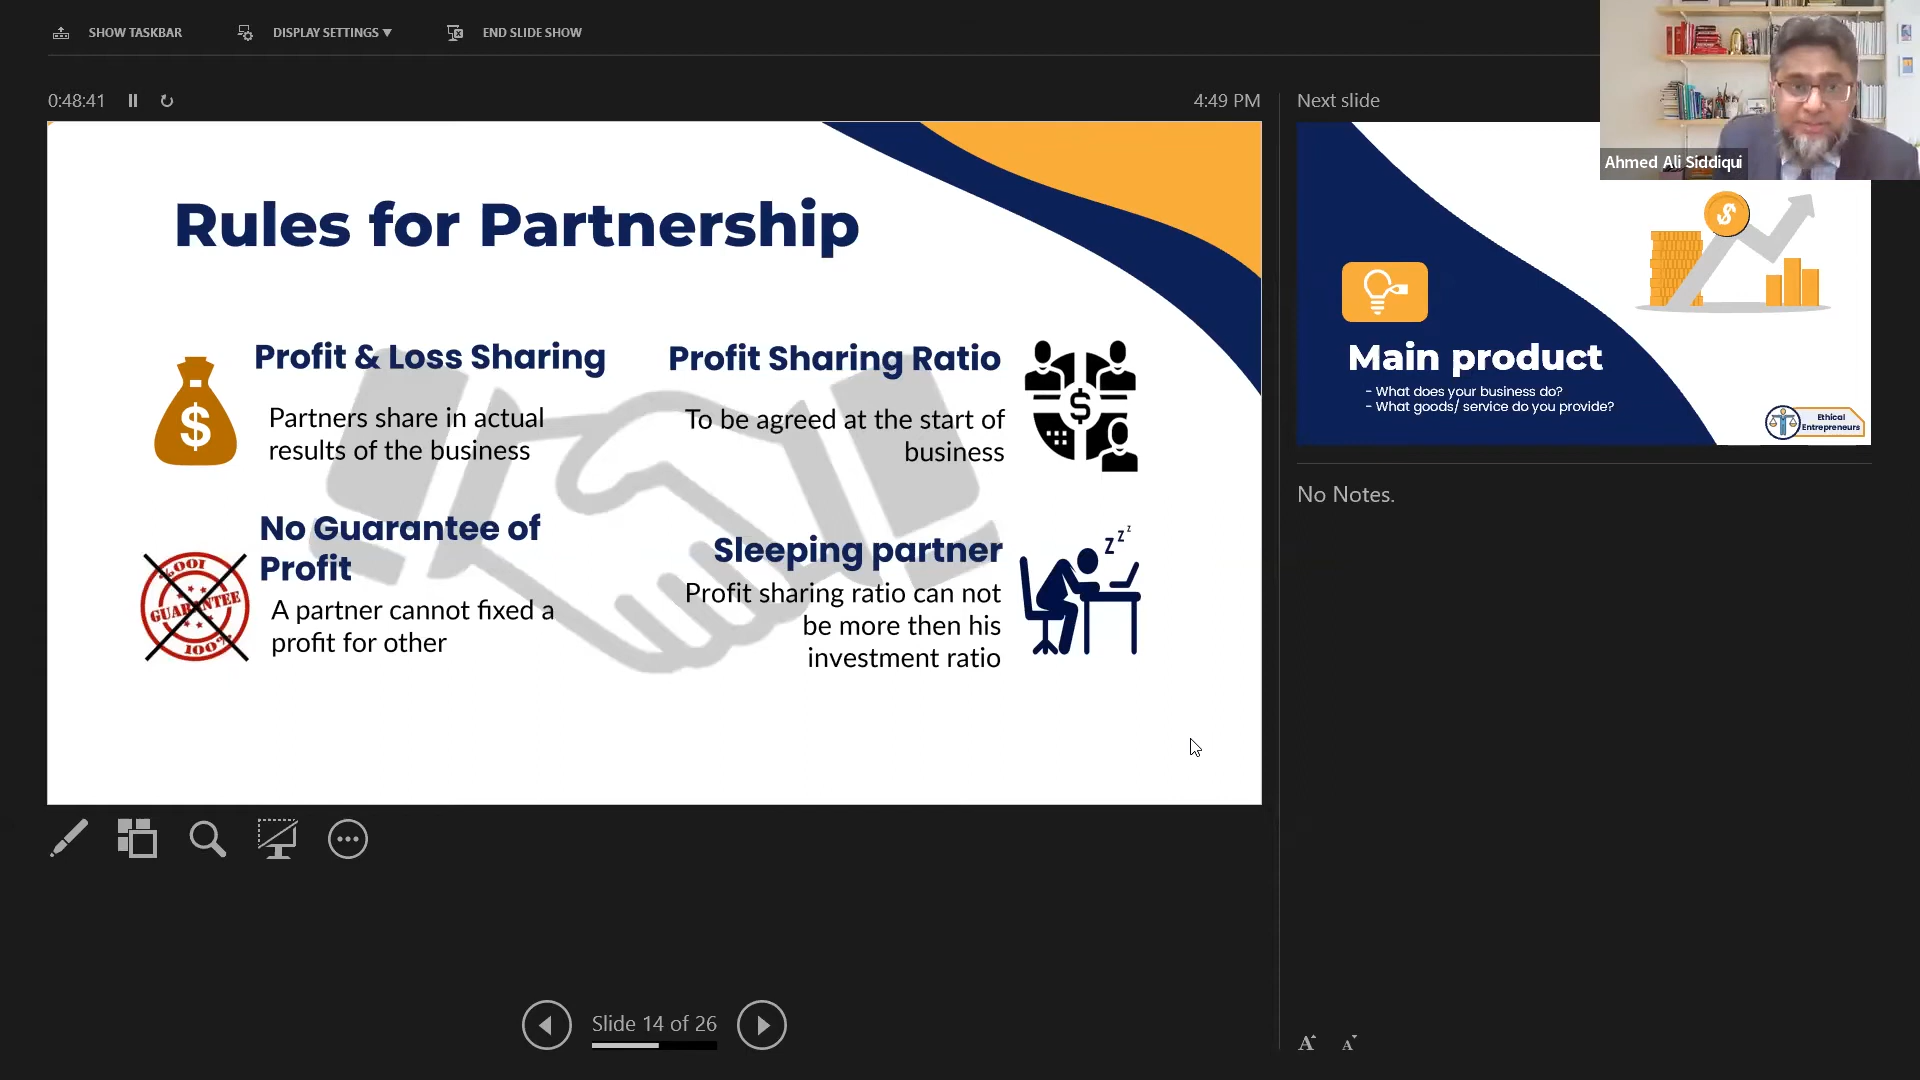 SHOW TASKBAR
DISPLAY SETTINGS ▼
END SLIDE SHOW
0:48:41
4:49 PM
Rules for Partnership
Profit & Loss Sharing
Partners share in actual
results of the business
$
Profit Sharing Ratio
To be agreed at the start of
business
$
No Guarantee of
Profit
A partner cannot fixed a
profit for other
100%
GUARANTEE
100%
Sleeping partner
Profit sharing ratio can not
be more then his
investment ratio
Z Z Z
Slide 14 of 26
Next slide
Ahmed Ali Siddiqui
$
Main product
- What does your business do?
- What goods/ service do you provide?
Ethical
Entrepreneurs
No Notes.
A A